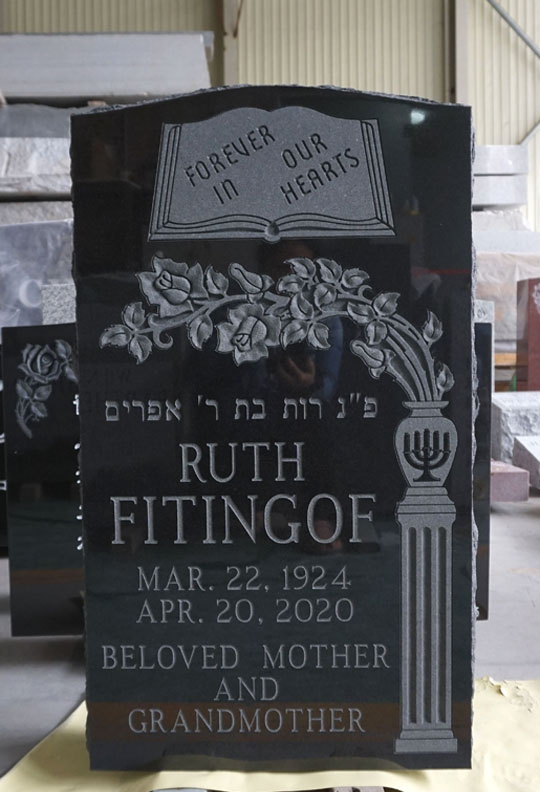 FOREVER
IN
OUR
HEARTS
פ"נ רות בת ר' אפרים
RUTH
FITINGOF
MAR. 22, 1924
APR. 20, 2020
BELOVED MOTHER
AND
GRANDMOTHER